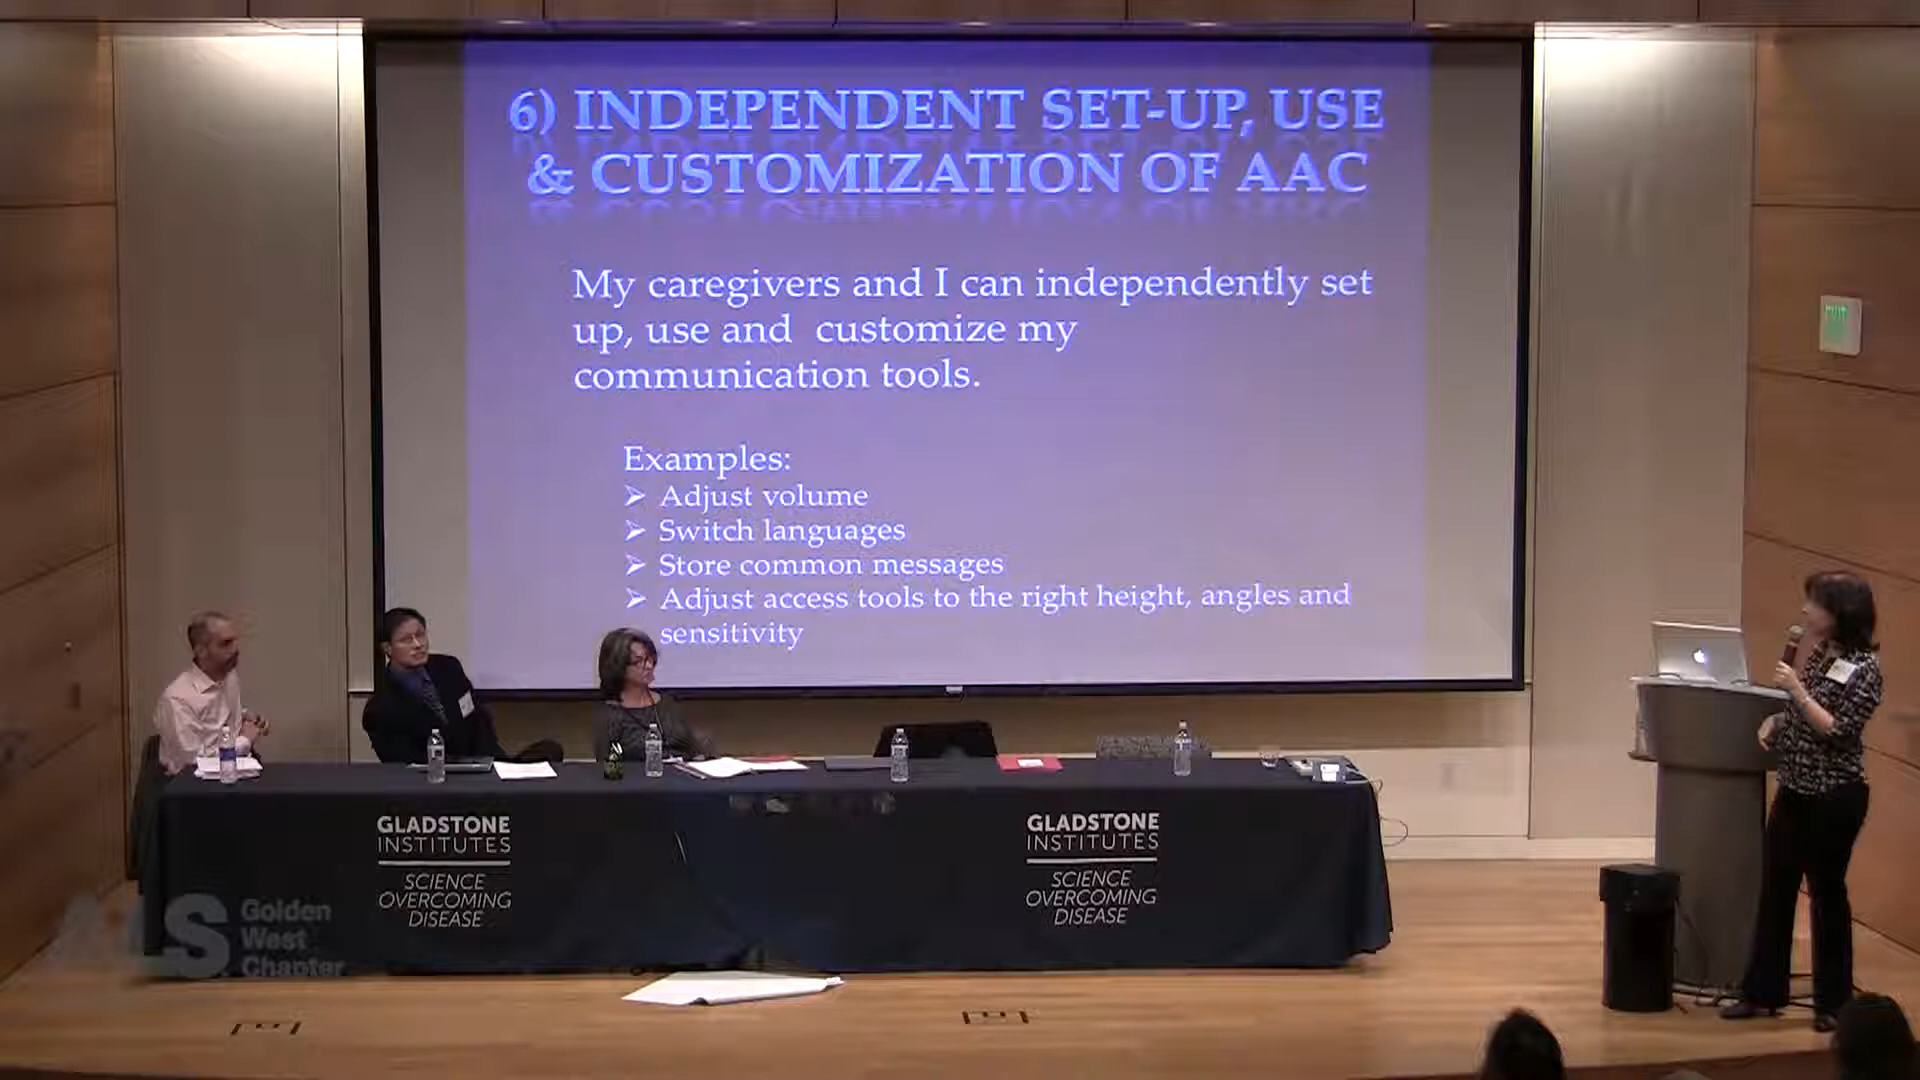 6) INDEPENDENT SET-UP, USE
& CUSTOMIZATION OF AAC
My caregivers and I can independently set
up, use and customize my
communication tools.
Examples:
Adjust volume
Switch languages
Store common messages
Adjust access tools to the right height, angles and
sensitivity
GLADSTONE
INSTITUTES
SCIENCE
OVERCOMING
DISEASE
GLADSTONE
INSTITUTES
SCIENCE
OVERCOMING
DISEASE
ALS
Golden
West
Chapter
EXIT